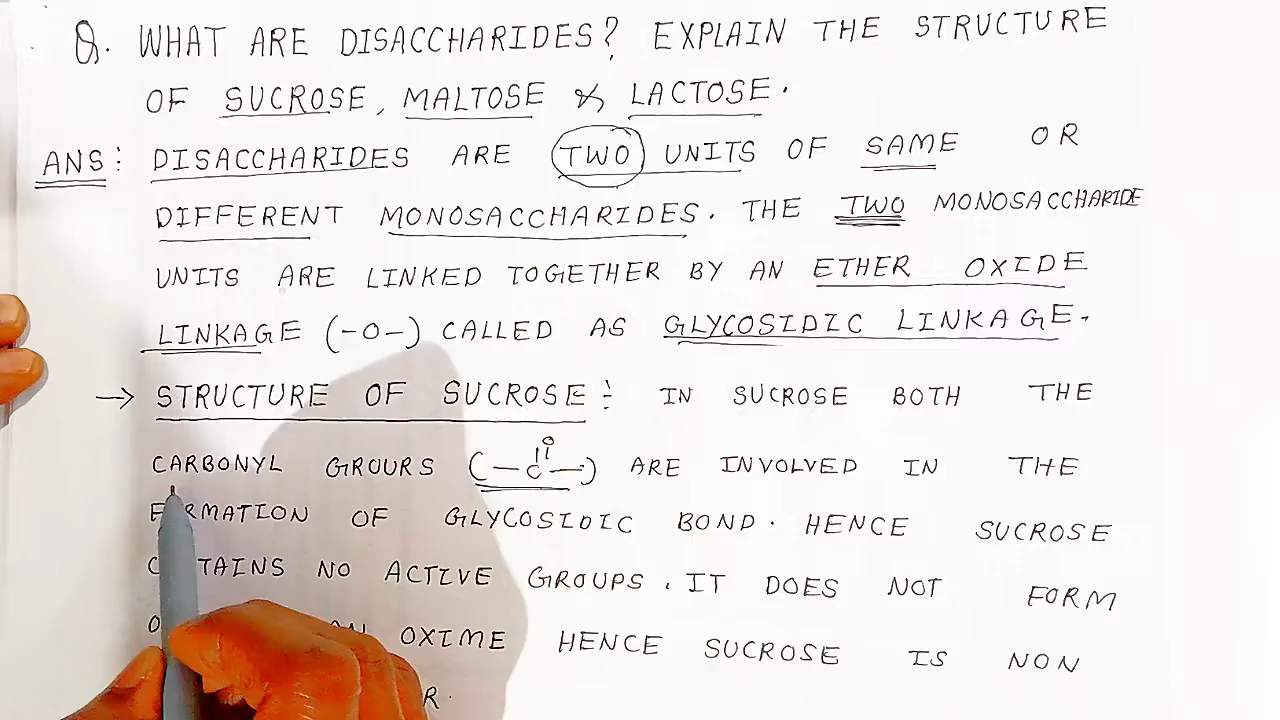 Q. WHAT ARE DISACCHARIDES? EXPLAIN THE STRUCTURE
OF SUCROSE, MALTOSE & LACTOSE.
ANS: DISACCHARIDES ARE TWO UNITS OF SAME OR
DIFFERENT MONOSACCHARIDES. THE TWO MONOSACCHARIDE
UNITS ARE LINKED TOGETHER BY AN ETHER OXIDE
LINKAGE (-O-) CALLED AS GLYCOSIDIC LINKAGE.
→ STRUCTURE OF SUCROSE: IN SUCROSE BOTH THE
CARBONYL GROURS (-C-) O ARE INVOLVED IN THE
FORMATION OF GLYCOSIDIC BOND. HENCE SUCROSE
TAINS NO ACTIVE GROUPS. IT DOES NOT FORM
OXIME HENCE SUCROSE IS NON
R.